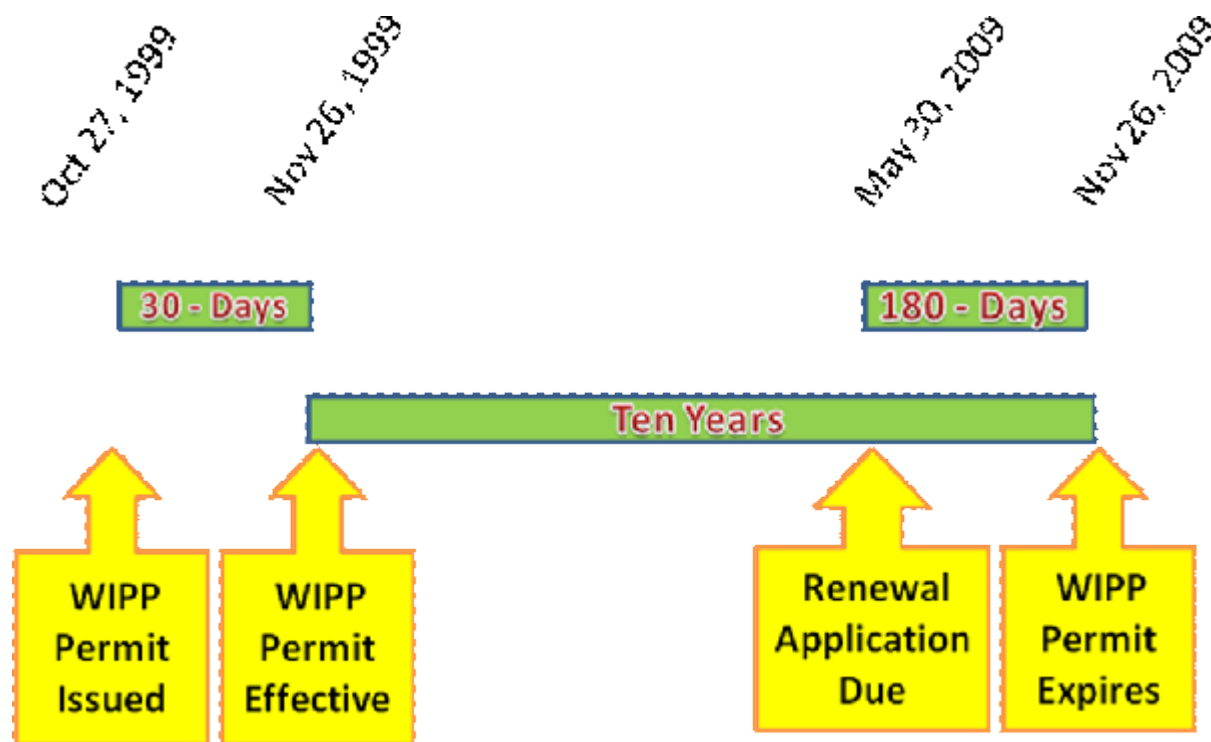 Oct 27, 1999
Nov 26, 1999
May 30, 2009
Nov 26, 2009
30 - Days
180 - Days
Ten Years
WIPP
Permit
Issued
WIPP
Permit
Effective
Renewal
Application
Due
WIPP
Permit
Expires